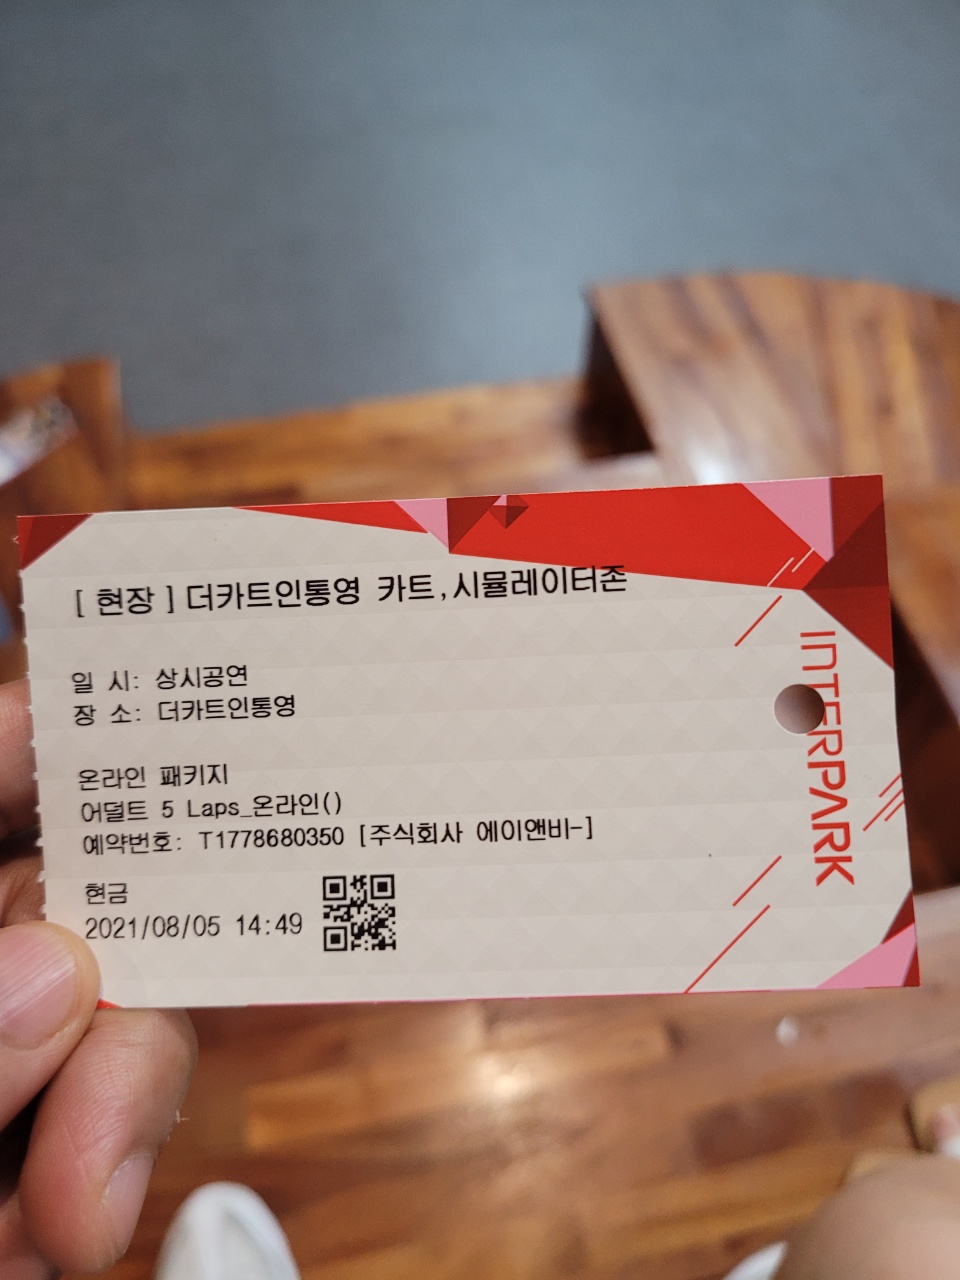 [ 현장 ] 더카트인통영 카트,시뮬레이터존
일 시: 상시공연
장 소: 더카트인통영
온라인 패키지
어덜트 5 Laps_온라인()
예약번호: T1778680350 [주식회사 에이앤비-]
현금
2021/08/05 14:49
INTERPARK